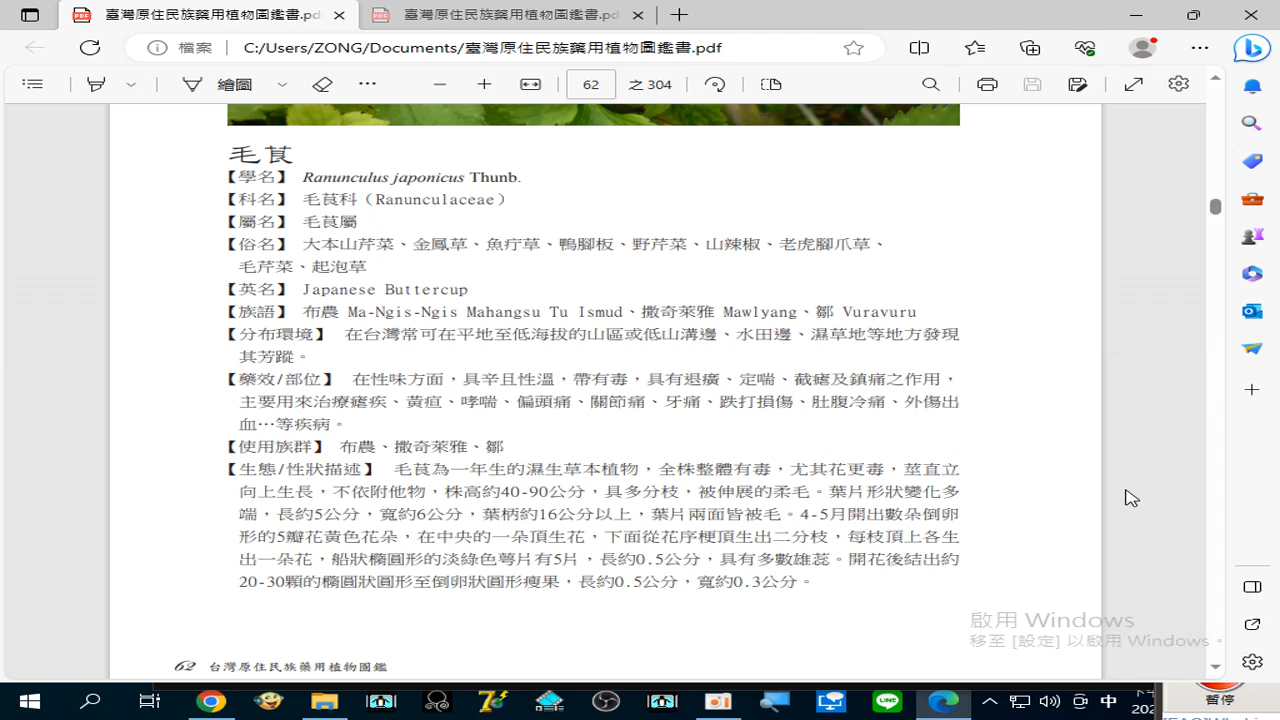 臺灣原住民族藥用植物圖鑑書.pdf
臺灣原住民族藥用植物圖鑑書.pdf
檔案 C:/Users/ZONG/Documents/臺灣原住民族藥用植物圖鑑書.pdf
繪圖 62 之 304
毛茛
【學名】 Ranunculus japonicus Thunb.
【科名】 毛茛科（Ranunculaceae）
【屬名】 毛茛屬
【俗名】 大本山芹菜、金鳳草、魚疔草、鴨腳板、野芹菜、山辣椒、老虎腳爪草、
毛芹菜、起泡草
【英名】 Japanese Buttercup
【族語】 布農 Ma-Ngis-Ngis Mahangsu Tu Ismud、撒奇萊雅 Mawlyang、鄒 Vuravuru
【分布環境】 在台灣常可在平地至低海拔的山區或低山溝邊、水田邊、濕草地等地方發現
其芳蹤。
【藥效/部位】 在性味方面，具辛且性溫，帶有毒，具有退癀、定喘、截瘧及鎮痛之作用，
主要用來治療瘧疾、黃疸、哮喘、偏頭痛、關節痛、牙痛、跌打損傷、肚腹冷痛、外傷出
血…等疾病。
【使用族群】 布農、撒奇萊雅、鄒
【生態/性狀描述】 毛茛為一年生的濕生草本植物，全株整體有毒，尤其花更毒，莖直立
向上生長，不依附他物，株高約40-90公分，具多分枝，被伸展的柔毛。葉片形狀變化多
端，長約5公分，寬約6公分，葉柄約16公分以上，葉片兩面皆被毛。4-5月開出數朵倒卵
形的5瓣花黃色花朵，在中央的一朵頂生花，下面從花序梗頂生出二分枝，每枝頂上各生
出一朵花，船狀橢圓形的淡綠色萼片有5片，長約0.5公分，具有多數雄蕊。開花後結出約
20-30顆的橢圓狀圓形至倒卵狀圓形瘦果，長約0.5公分，寬約0.3公分。
啟用 Windows
移至 [設定] 以啟用 Windows。
62 台灣原住民族藥用植物圖鑑
中
暫停